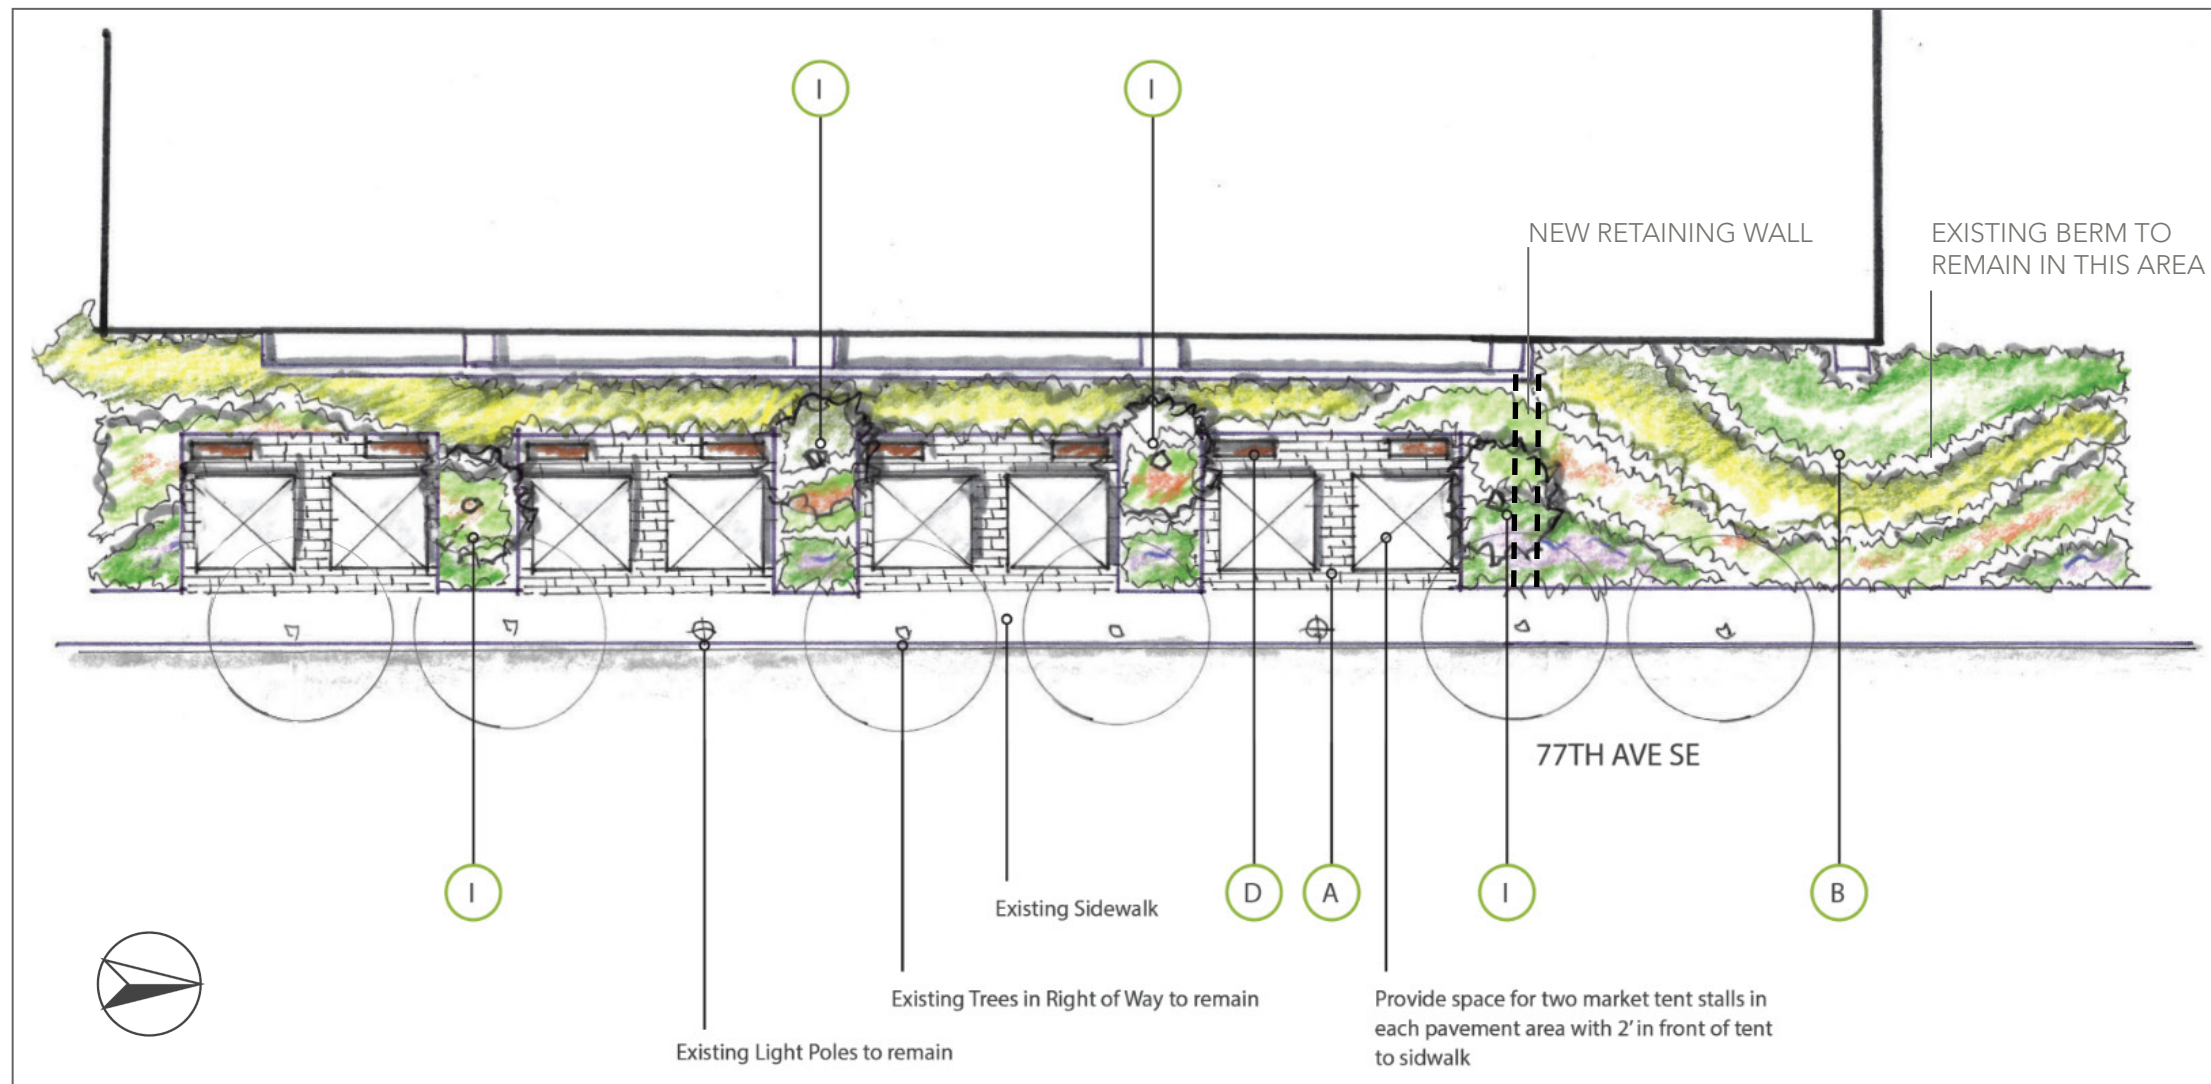 I
I
NEW RETAINING WALL
EXISTING BERM TO
REMAIN IN THIS AREA
77TH AVE SE
I
D
A
I
B
Existing Sidewalk
Existing Trees in Right of Way to remain
Existing Light Poles to remain
Provide space for two market tent stalls in
each pavement area with 2' in front of tent
to sidwalk